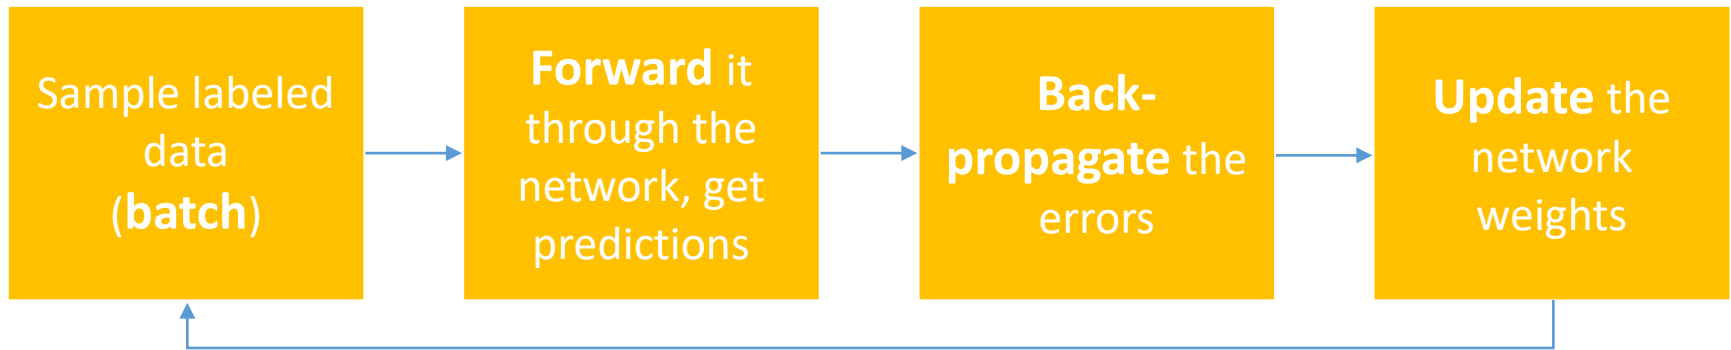 Sample labeled
data
(batch)
Forward it
through the
network, get
predictions
Back-
propagate the
errors
Update the
network
weights